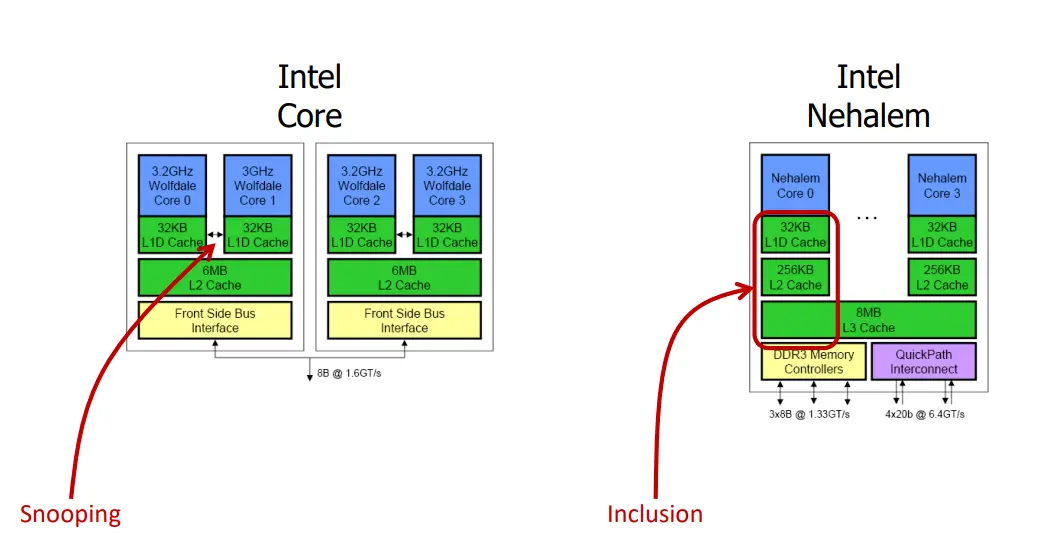 Intel
Core
3.2GHz
Wolfdale
Core 0
3GHz
Wolfdale
Core 1
32KB
L1D Cache
32KB
L1D Cache
6MB
L2 Cache
Front Side Bus
Interface
3.2GHz
Wolfdale
Core 2
3.2GHz
Wolfdale
Core 3
32KB
L1D Cache
32KB
L1D Cache
6MB
L2 Cache
Front Side Bus
Interface
8B @ 1.6GT/s
Snooping
Intel
Nehalem
Nehalem
Core 0
...
Nehalem
Core 3
32KB
L1D Cache
32KB
L1D Cache
256KB
L2 Cache
256KB
L2 Cache
8MB
L3 Cache
DDR3 Memory
Controllers
QuickPath
Interconnect
3x8B @ 1.33GT/s
4x20b @ 6.4GT/s
Inclusion